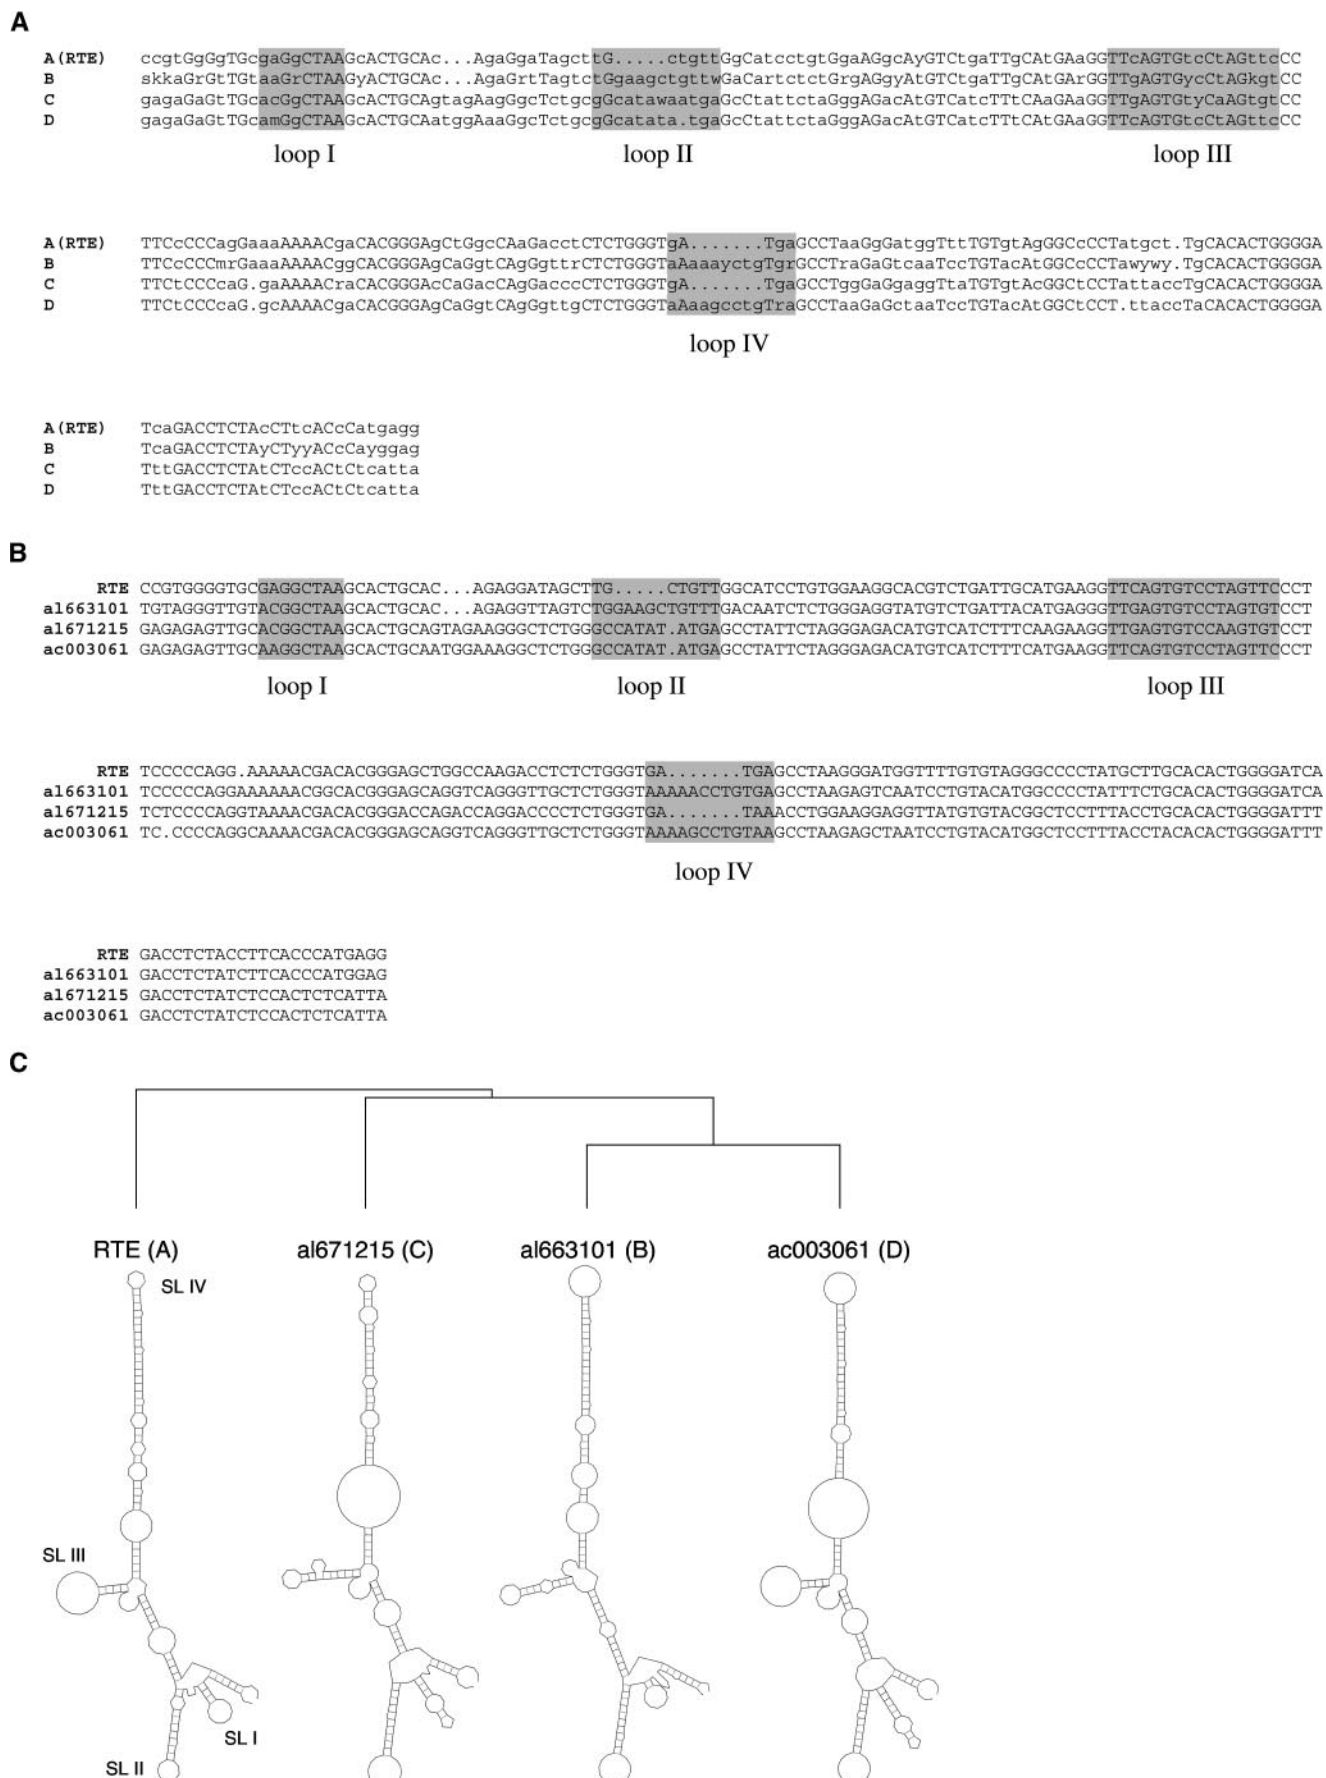 A
A(RTE) ccgtGgGgTGcgaGgCTAAGcACTGCAc...AgaGgaTagcttG.....ctgttGgCatcctgtGgaAGgcAyGTCtgaTTgCAtGAaGGTTcAGTGtcCtAGttcCC
B skkaGrGtTGtaaGrCTAAGyACTGCAc...AgaGrtTagtctGgaagctgttwGaCartctctGrgAGgyAtGTCtgaTTgCAtGArGGTTgAGTGycCtAGkgtCC
C gagaGaGtTGcacGgCTAAGcACTGCAgtagAagGgcTctgcgGcatawaatgaGcCtattctaGggAGacAtGTCatcTTtCAaGAaGGTTgAGTGtyCaAGtgtCC
D gagaGaGtTGcamGgCTAAGcACTGCAatggAaaGgcTctgcgGcatata.tgaGcCtattctaGggAGacAtGTCatcTTtCAtGAaGGTTcAGTGtcCtAGttcCC
loop I loop II loop III
A(RTE) TTCcCCCagGaaaAAAACgaCACGGGAgCtGgcCAaGacctCTCTGGGTgA.......TgaGCCTaaGgGatggTttTGTgtAgGGCcCCTatgct.TgCACACTGGGGA
B TTCcCCCmrGaaaAAAACggCACGGGAgCaGgtCAgGgttrCTCTGGGTaAaaayctgTgrGCCTraGaGtcaaTccTGTacAtGGCcCCTawywy.TgCACACTGGGGA
C TTCtCCCcaG.gaAAAACraCACGGGAccaGacCAgGaccCCTCTGGGTgA.......TgaGCCTggGaGgaggTtaTGTgtAcGGCtCCTattaccTgCACACTGGGGA
D TTCtCCCcaG.gcAAAACgaCACGGGAgCaGgtCAgGgttgCTCTGGGTaAaagcctgTraGCCTaaGaGctaaTccTGTacAtGGCtCCT.ttaccTaCACACTGGGGA
loop IV
A(RTE) TcaGACCTCTAcCTtcACcCatgagg
B TcaGACCTCTAyCTyyACcCayggag
C TttGACCTCTAtCTccACtCtcatta
D TttGACCTCTAtCTccACtCtcatta
B
RTE CCGTGGGGTGCGAGGCTAAGCACTGCAC...AGAGGATAGCTTG.....CTGTTGGCATCCTGTGGAAGGCACGTCTGATTGCATGAAGGTTCAGTGTCCTAGTTCCCT
al663101 TGTAGGGTTGTACGGCTAAGCACTGCAC...AGAGGTTAGTCTGGAAGCTGTTTGACAATCTCTGGGAGGTATGTCTGATTACATGAGGGTTGAGTGTCCTAGTGTCCT
al671215 GAGAGAGTTGCACGGCTAAGCACTGCAGTAGAAGGGCTCTGGGCCATAT.ATGAGCCTATTCTAGGGAGACATGTCATCTTTCAAGAAGGTTGAGTGTCCAAGTGTCCT
ac003061 GAGAGAGTTGCAAGGCTAAGCACTGCAATGGAAAGGCTCTGGGCCATAT.ATGAGCCTATTCTAGGGAGACATGTCATCTTTCATGAAGGTTCAGTGTCCTAGTTCCCT
loop I loop II loop III
RTE TCCCCCAGG.AAAAACGACACGGGAGCTGGCCAAGACCTCTCTGGGTGA.......TGAGCCTAAGGGATGGTTTTGTGTAGGGCCCCTATGCTTGCACACTGGGGATCA
al663101 TCCCCCAGGAAAAAACGGCACGGGAGCAGGTCAGGGTTGCTCTGGGTAAAAACCTGTGAGCCTAAGAGTCAATCCTGTACATGGCCCCTATTTCTGCACACTGGGGATCA
al671215 TCTCCCCAGGTAAAACGACACGGGACCAGACCAGGACCCCTCTGGGTGA.......TAAACCTGGAAGGAGGTTATGTGTACGGCTCCTTTACCTGCACACTGGGGATTT
ac003061 TC.CCCCAGGCAAAACGACACGGGAGCAGGTCAGGGTTGCTCTGGGTAAAAGCCTGTAAGCCTAAGAGCTAATCCTGTACATGGCTCCTTTACCTACACACTGGGGATTT
loop IV
RTE GACCTCTACCTTCACCCATGAGG
al663101 GACCTCTATCTTCACCCATGGAG
al671215 GACCTCTATCTCCACTCTCATTA
ac003061 GACCTCTATCTCCACTCTCATTA
C
RTE (A) al671215 (C) al663101 (B) ac003061 (D)
SL IV
SL III
SL I
SL II